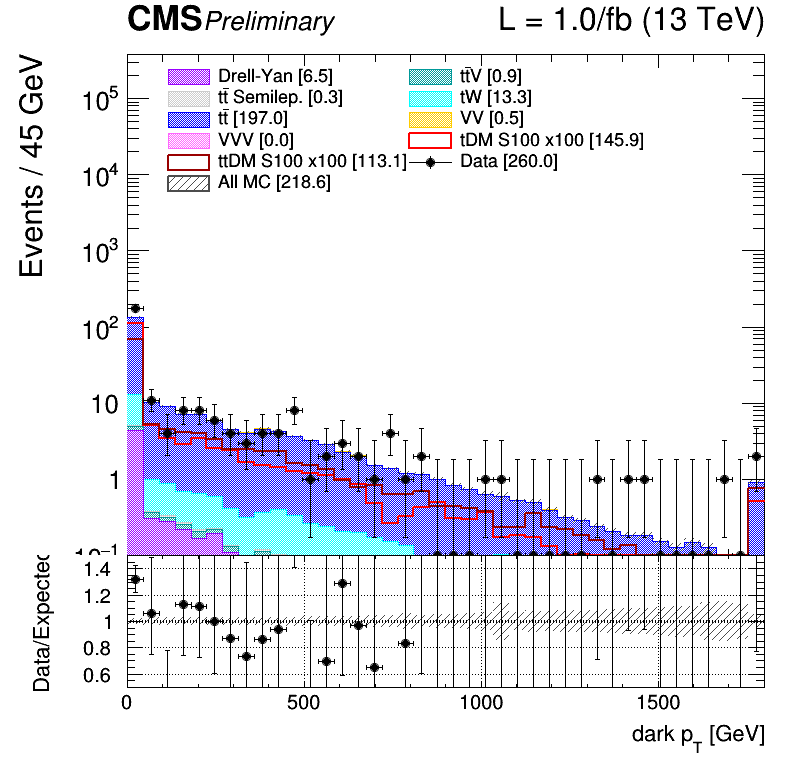 CMS Preliminary L = 1.0/fb (13 TeV)
Events / 45 GeV
Drell-Yan [6.5] tt̄V [0.9]
tt̄ Semilep. [0.3] tW [13.3]
tt̄ [197.0] VV [0.5]
VVV [0.0] tDM S100 x100 [145.9]
ttDM S100 x100 [113.1] Data [260.0]
All MC [218.6]
10⁵
10⁴
10³
10²
10
1
10⁻¹
Data/Expected
1.4
1.2
1
0.8
0.6
0 500 1000 1500
dark p_T [GeV]